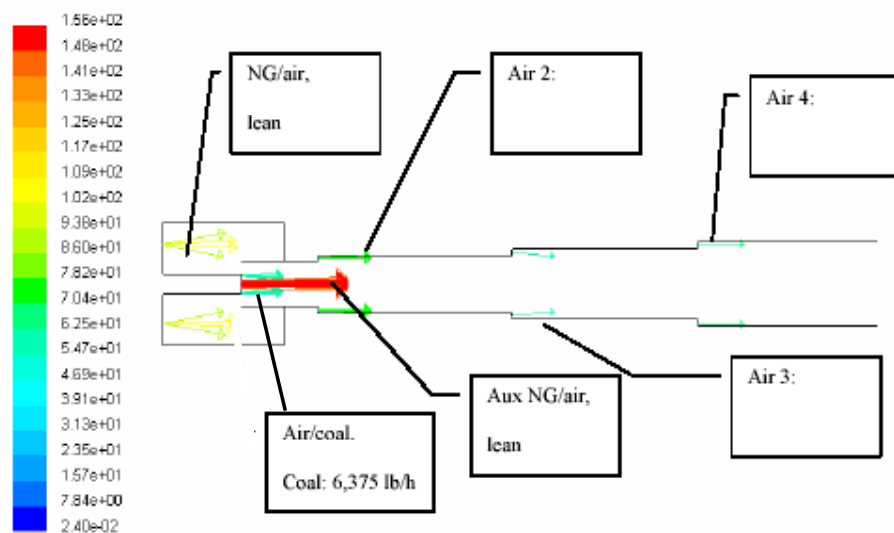 1.56e+02
1.48e+02
1.41e+02
1.33e+02
1.25e+02
1.17e+02
1.09e+02
1.02e+02
9.38e+01
8.60e+01
7.82e+01
7.04e+01
6.25e+01
5.47e+01
4.69e+01
3.91e+01
3.13e+01
2.35e+01
1.57e+01
7.84e+00
2.40e-02
NG/air,
lean
Air 2:
Air 4:
Air/coal.
Coal: 6,375 lb/h
Aux NG/air,
lean
Air 3: